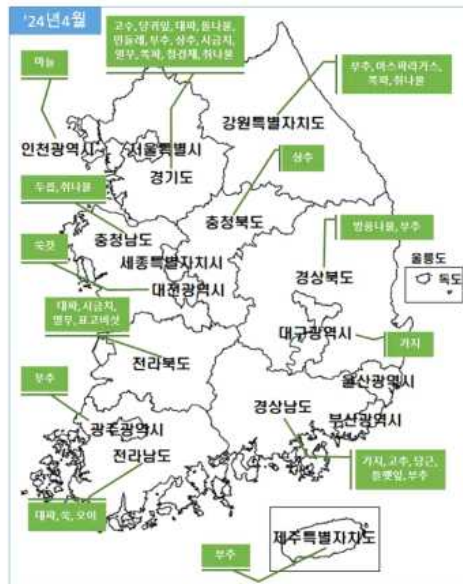 '24년4월
고수, 당귀잎, 대파, 돌나물,
민들레, 부추, 상추, 시금치,
열무, 쪽파, 청경채, 취나물
마늘
부추, 아스파라거스,
쪽파, 취나물
강원특별자치도
인천광역시
서울특별시
경기도
상추
두릅, 취나물
충청북도
충청남도
방풍나물, 부추
쑥갓
세종특별자치시
울릉도
독도
경상북도
대전광역시
대파, 시금치,
열무, 표고버섯
대구광역시
가지
전라북도
울산광역시
부추
경상남도
부산광역시
광주광역시
전라남도
가지, 고추, 당근,
들깻잎, 부추
대파, 쑥, 오이
제주특별자치도
부추